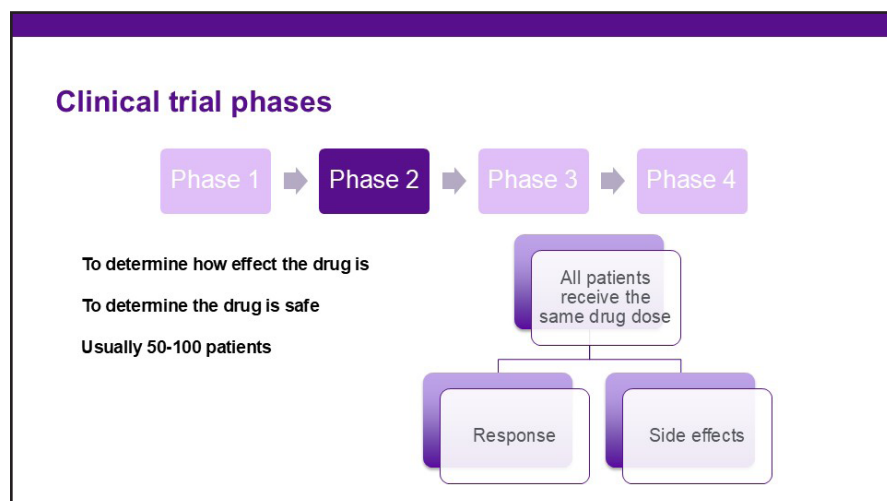 Clinical trial phases
Phase 1
Phase 2
Phase 3
Phase 4
To determine how effect the drug is
To determine the drug is safe
Usually 50-100 patients
All patients
receive the
same drug dose
Response
Side effects